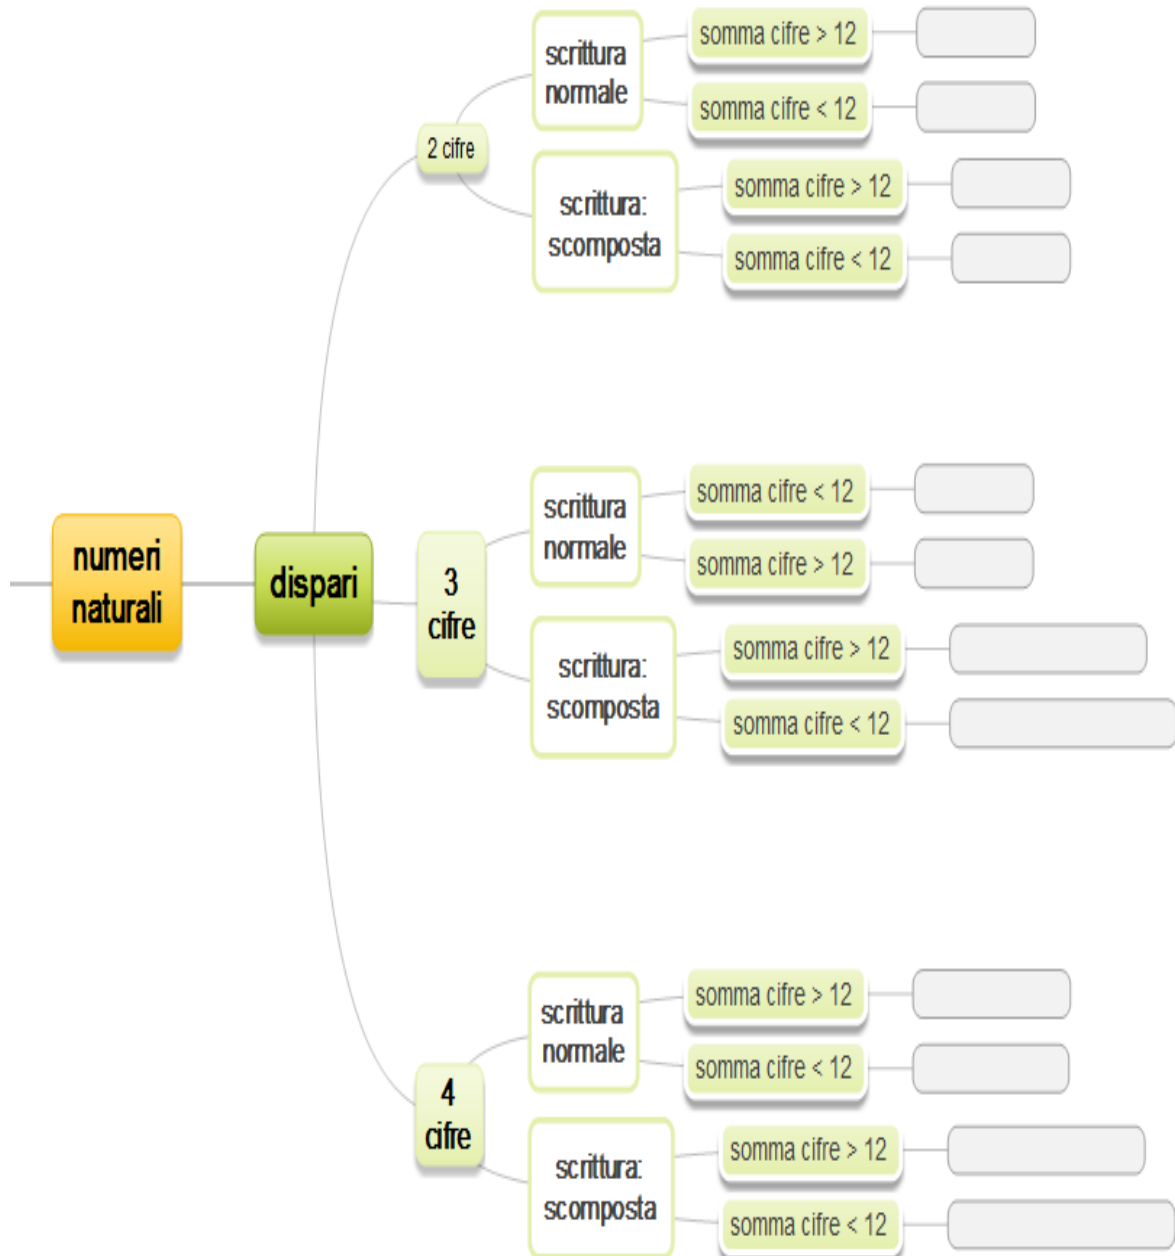 numeri
naturali
dispari
2 cifre
scrittura
normale
somma cifre > 12
somma cifre < 12
scrittura:
scomposta
somma cifre > 12
somma cifre < 12
3
cifre
scrittura
normale
somma cifre < 12
somma cifre > 12
scrittura:
scomposta
somma cifre > 12
somma cifre < 12
4
cifre
scrittura
normale
somma cifre > 12
somma cifre < 12
scrittura:
scomposta
somma cifre > 12
somma cifre < 12